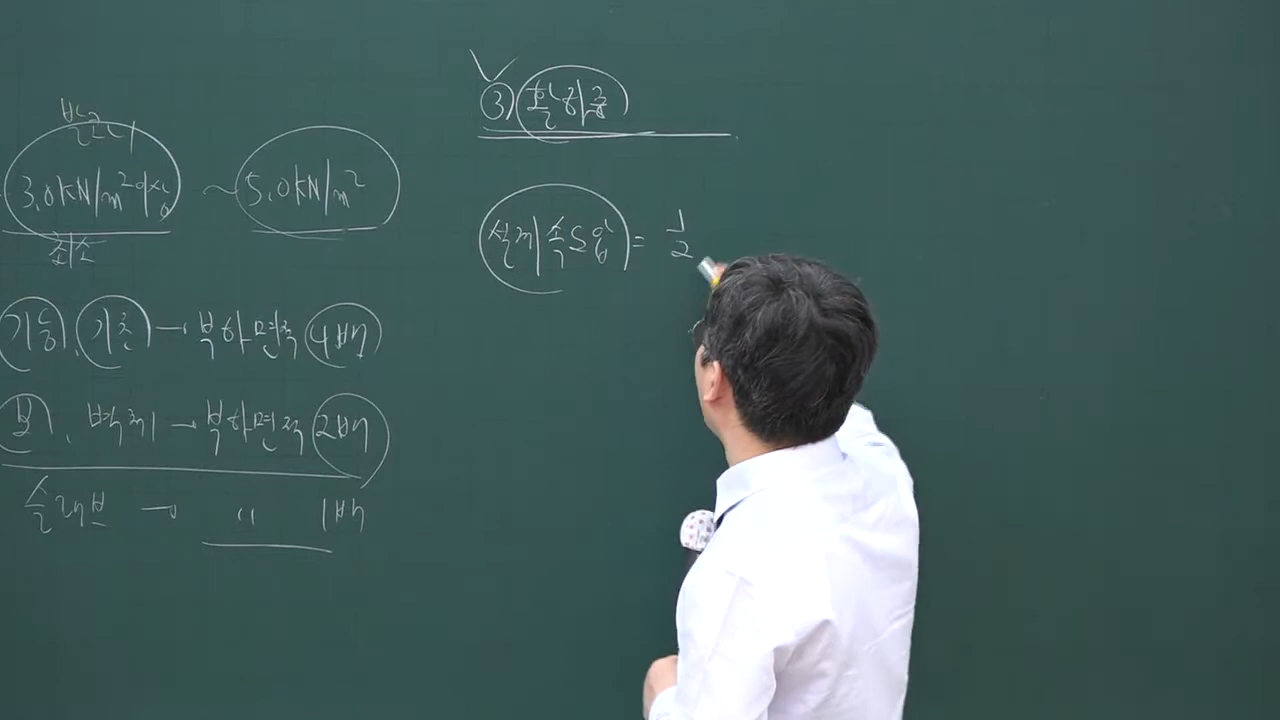 발코니
3.0kN/m² 이상 ~ 5.0kN/m²
최소
기둥, 기초 → 부하면적 4배
보, 벽체 → 부하면적 2배
슬래브 → 〃 1배
③ 풍하중
설계속도압 = 1/2